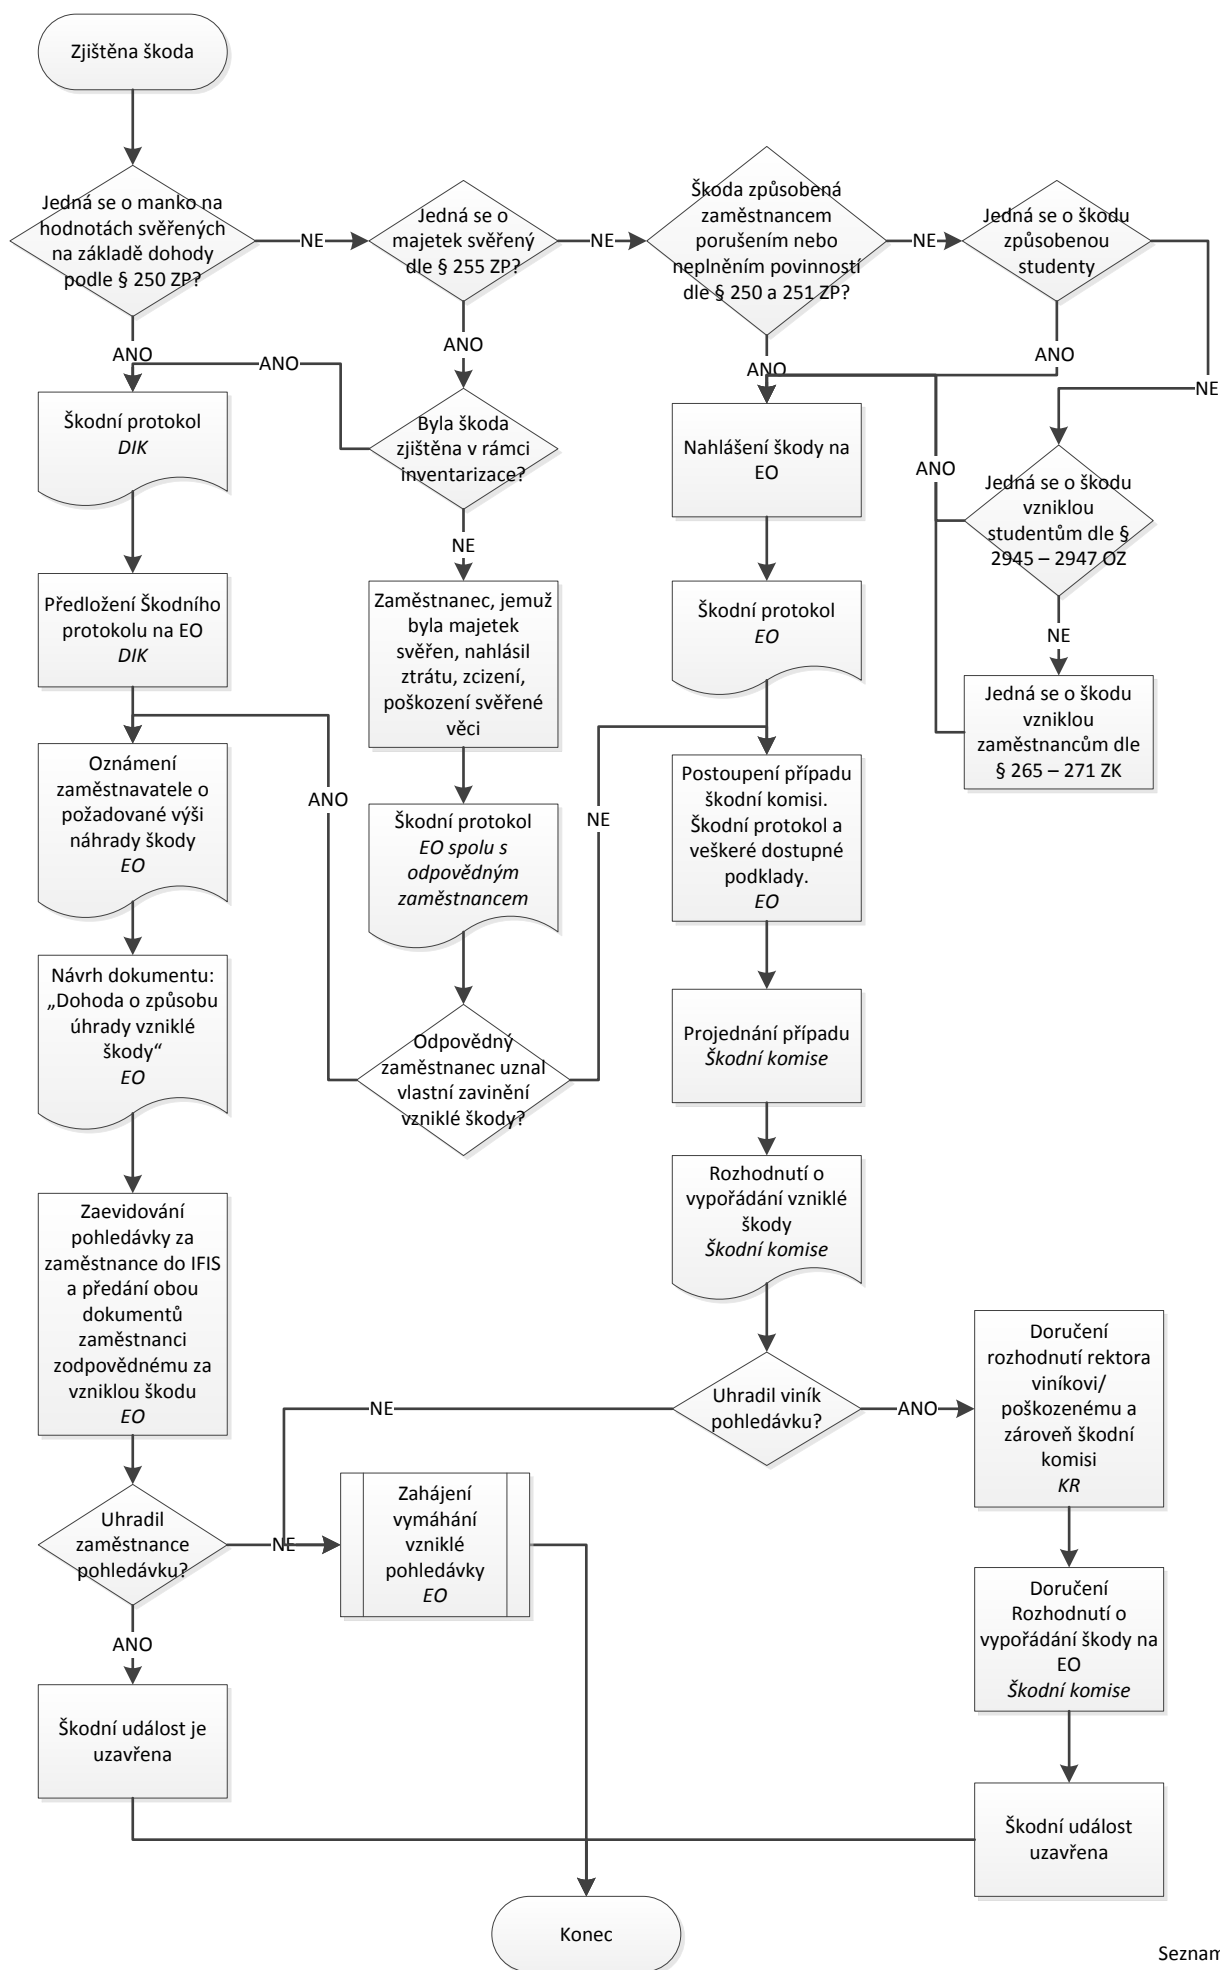 Zjištěna škoda
Jedná se o manko na
hodnotách svěřených
na základě dohody
podle § 250 ZP?
NE
Jedná se o
majetek svěřený
dle § 255 ZP?
NE
Škoda způsobená
zaměstnancem
porušením nebo
neplněním povinností
dle § 250 a 251 ZP?
NE
Jedná se o škodu
způsobenou
studenty
ANO
ANO
ANO
ANO
ANO
NE
Škodní protokol
DIK
Byla škoda
zjištěna v rámci
inventarizace?
Nahlášení škody na
EO
ANO
Jedná se o škodu
vzniklou
studentům dle §
2945 – 2947 OZ
NE
NE
Předložení Škodního
protokolu na EO
DIK
Zaměstnanec, jemuž
byla majetek
svěřen, nahlásil
ztrátu, zcizení,
poškození svěřené
věci
Škodní protokol
EO
Jedná se o škodu
vzniklou
zaměstnancům dle
§ 265 – 271 ZK
Oznámení
zaměstnavatele o
požadované výši
náhrady škody
EO
ANO
Škodní protokol
EO spolu s
odpovědným
zaměstnancem
NE
Postoupení případu
škodní komisi.
Škodní protokol a
veškeré dostupné
podklady.
EO
Návrh dokumentu:
„Dohoda o způsobu
úhrady vzniklé
škody“
EO
Odpovědný
zaměstnanec uznal
vlastní zavinění
vzniklé škody?
Projednání případu
Škodní komise
Rozhodnutí o
vypořádání vzniklé
škody
Škodní komise
Zaevidování
pohledávky za
zaměstnance do IFIS
a předání obou
dokumentů
zaměstnanci
zodpovědnému za
vzniklou škodu
EO
NE
Uhradil viník
pohledávku?
ANO
Doručení
rozhodnutí rektora
viníkovi/
poškozenému a
zároveň škodní
komisi
KR
Uhradil
zaměstnance
pohledávku?
NE
Zahájení
vymáhání
vzniklé
pohledávky
EO
Doručení
Rozhodnutí o
vypořádání škody na
EO
Škodní komise
ANO
Škodní událost je
uzavřena
Škodní událost
uzavřena
Konec
Seznam